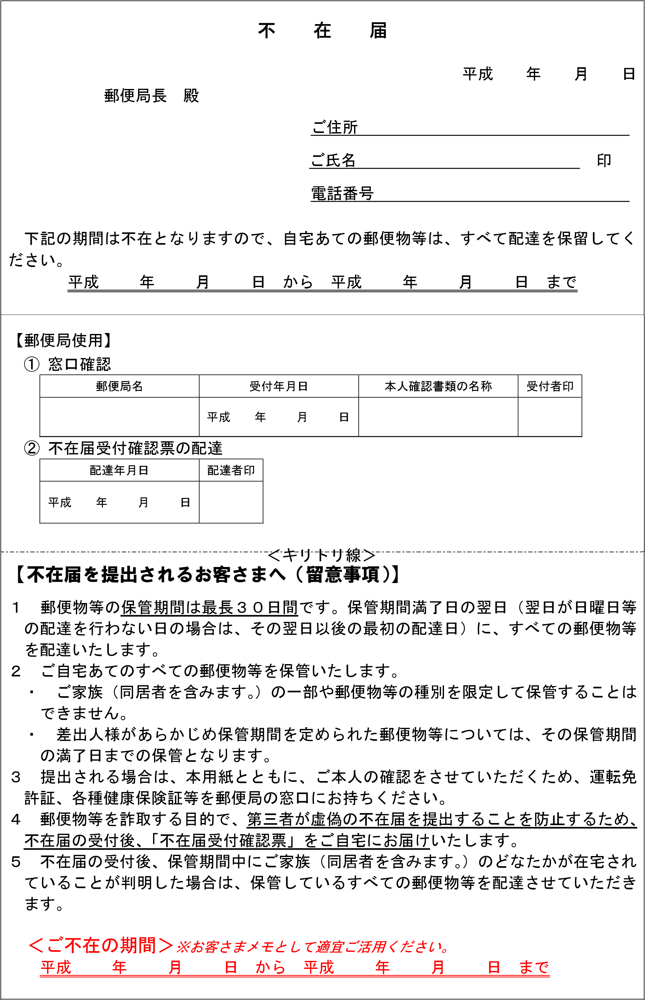 不　在　届
平成　　年　　月　　日
郵便局長　殿
ご住所
ご氏名　　印
電話番号
下記の期間は不在となりますので、自宅あての郵便物等は、すべて配達を保留してく
ださい。
平成　　年　　月　　日　から　平成　　年　　月　　日　まで
【郵便局使用】
① 窓口確認
郵便局名　受付年月日　本人確認書類の名称　受付者印
平成　　年　　月　　日
② 不在届受付確認票の配達
配達年月日　配達者印
平成　　年　　月　　日
＜キリトリ線＞
【不在届を提出されるお客さまへ（留意事項）】
１　郵便物等の保管期間は最長３０日間です。保管期間満了日の翌日（翌日が日曜日等
の配達を行わない日の場合は、その翌日以後の最初の配達日）に、すべての郵便物等
を配達いたします。
２　ご自宅あてのすべての郵便物等を保管いたします。
・　ご家族（同居者を含みます。）の一部や郵便物等の種別を限定して保管することは
できません。
・　差出人様があらかじめ保管期間を定められた郵便物等については、その保管期間
の満了日までの保管となります。
３　提出される場合は、本用紙とともに、ご本人の確認をさせていただくため、運転免
許証、各種健康保険証等を郵便局の窓口にお持ちください。
４　郵便物等を詐取する目的で、第三者が虚偽の不在届を提出することを防止するため、
不在届の受付後、「不在届受付確認票」をご自宅にお届けいたします。
５　不在届の受付後、保管期間中にご家族（同居者を含みます。）のどなたかが在宅され
ていることが判明した場合は、保管しているすべての郵便物等を配達させていただき
ます。
＜ご不在の期間＞※お客さまメモとして適宜ご活用ください。
平成　　年　　月　　日　から　平成　　年　　月　　日　まで